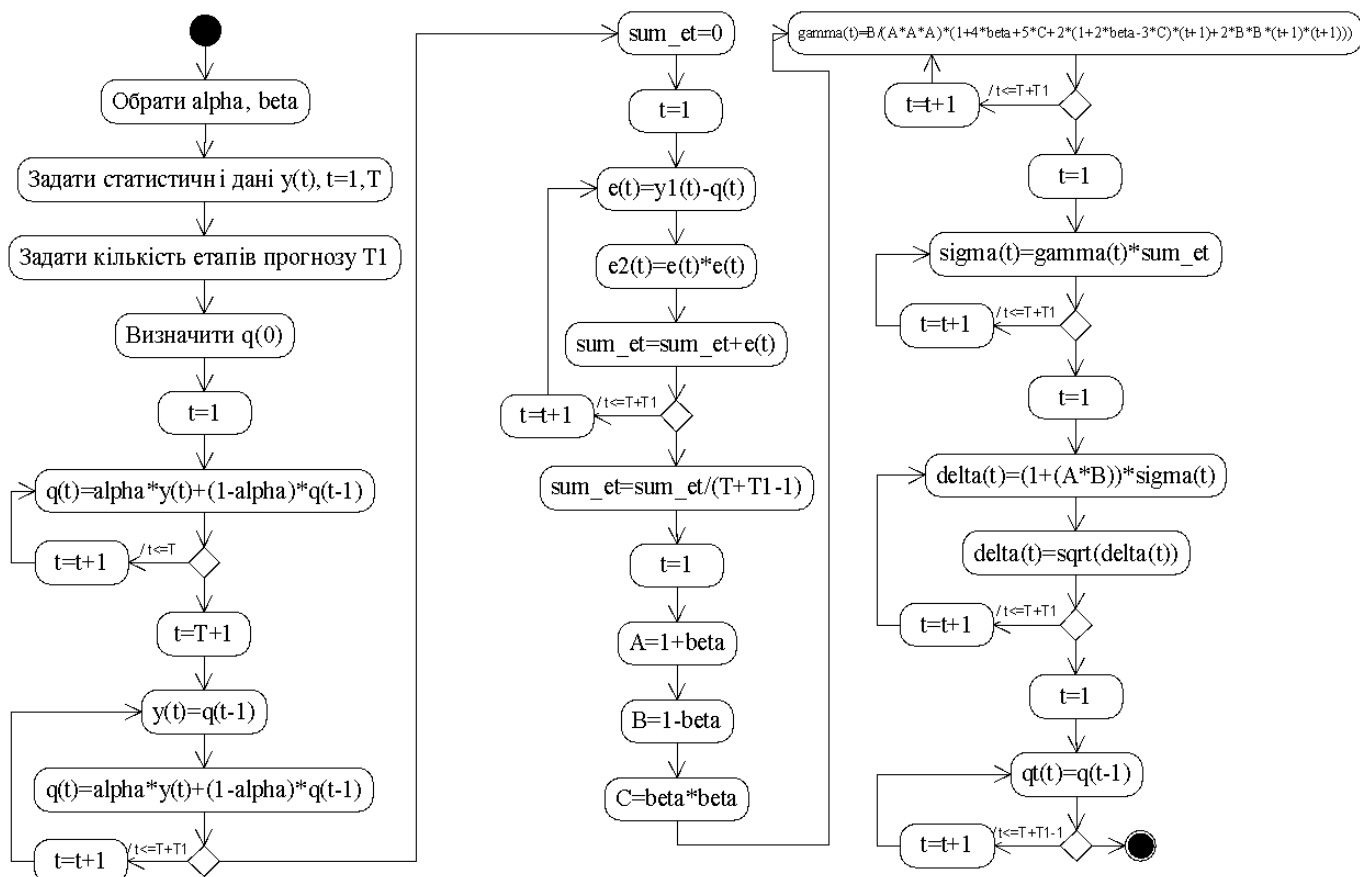 Обрати alpha, beta
Задати статистичні дані y(t), t=1,T
Задати кількість етапів прогнозу T1
Визначити q(0)
t=1
q(t)=alpha*y(t)+(1-alpha)*q(t-1)
/ t<=T
t=t+1
t=T+1
y(t)=q(t-1)
q(t)=alpha*y(t)+(1-alpha)*q(t-1)
/ t<=T+T1
t=t+1
sum_et=0
t=1
e(t)=y1(t)-q(t)
e2(t)=e(t)*e(t)
sum_et=sum_et+e(t)
/ t<=T+T1
t=t+1
sum_et=sum_et/(T+T1-1)
t=1
A=1+beta
B=1-beta
C=beta*beta
gamma(t)=B/(A*A*A)*(1+4*beta+5*C+2*(1+2*beta-3*C)*(t+1)+2*B*B*(t+1)*(t+1)))
/ t<=T+T1
t=t+1
t=1
sigma(t)=gamma(t)*sum_et
/ t<=T+T1
t=t+1
t=1
delta(t)=(1+(A*B))*sigma(t)
delta(t)=sqrt(delta(t))
/ t<=T+T1
t=t+1
t=1
qt(t)=q(t-1)
/ t<=T+T1-1
t=t+1